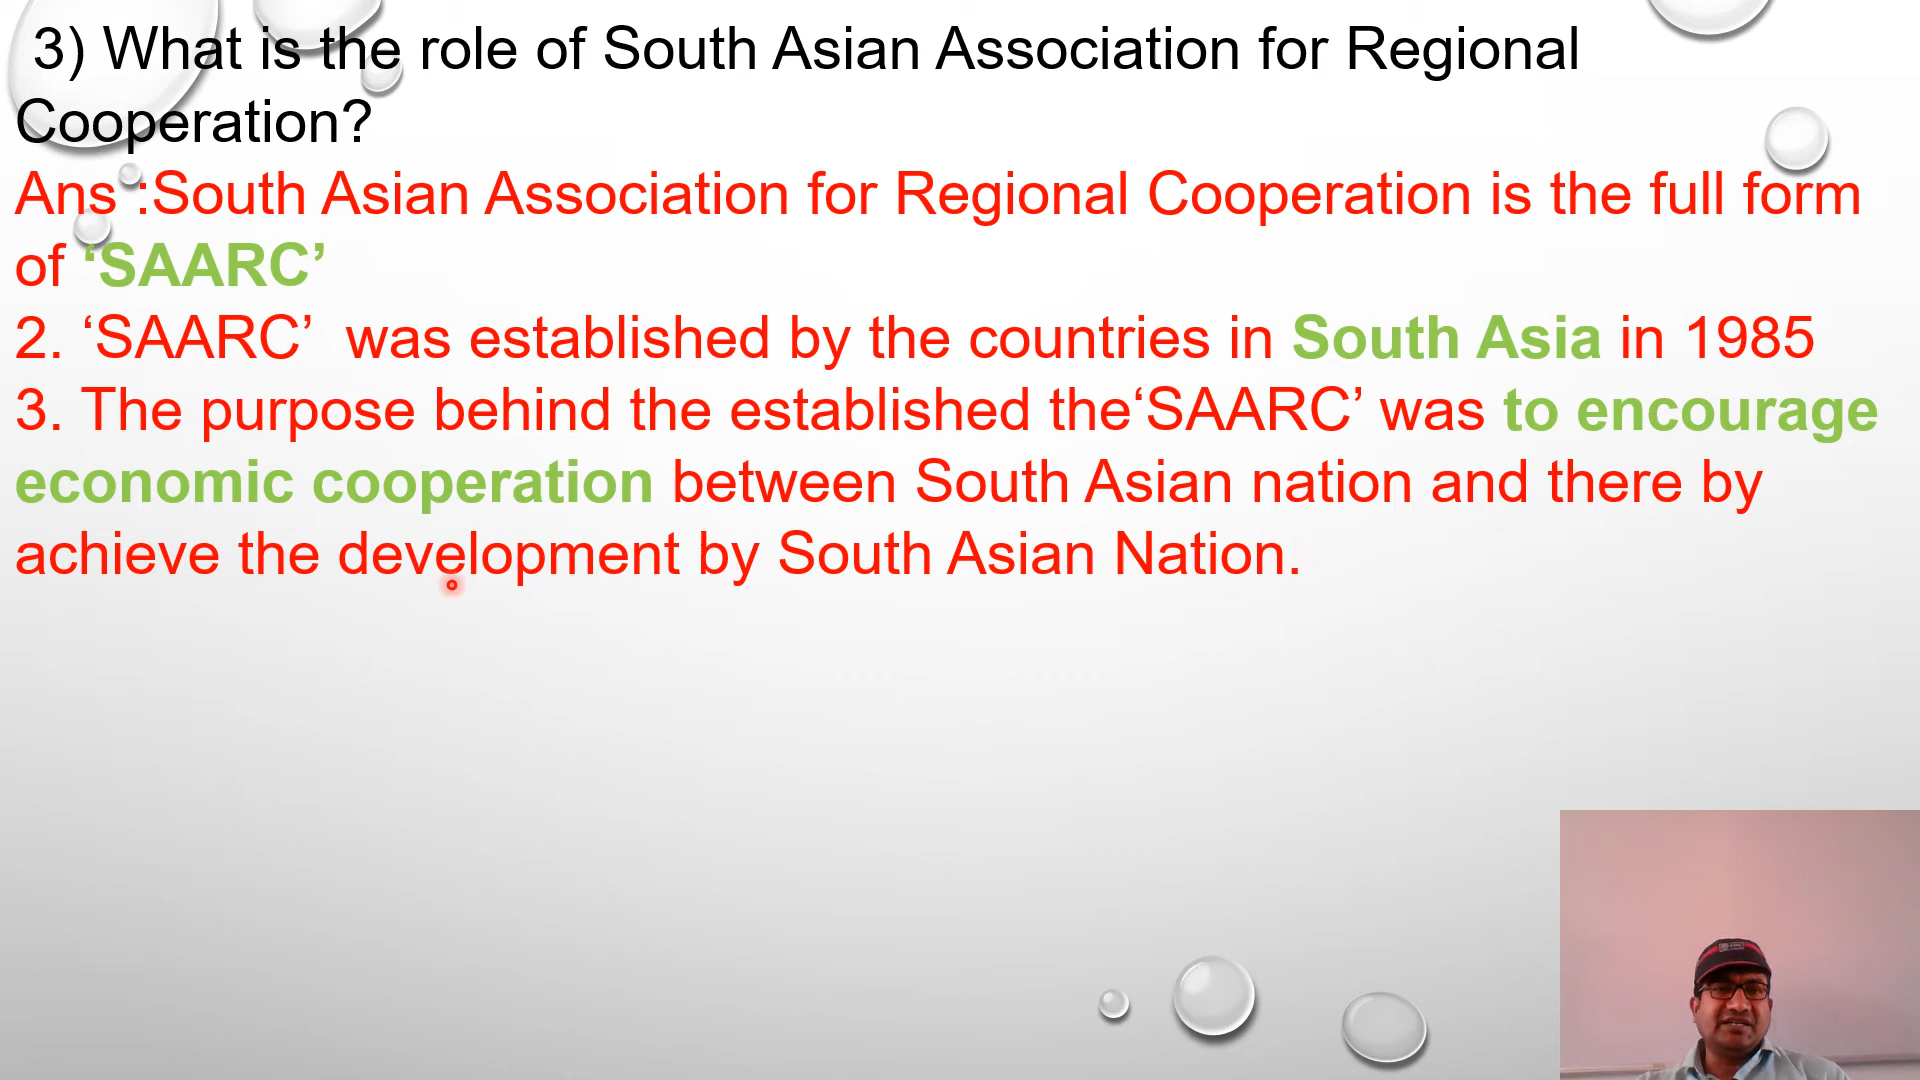 3) What is the role of South Asian Association for Regional
Cooperation?
Ans :South Asian Association for Regional Cooperation is the full form
of ‘SAARC’
2. ‘SAARC’ was established by the countries in South Asia in 1985
3. The purpose behind the established the‘SAARC’ was to encourage
economic cooperation between South Asian nation and there by
achieve the development by South Asian Nation.